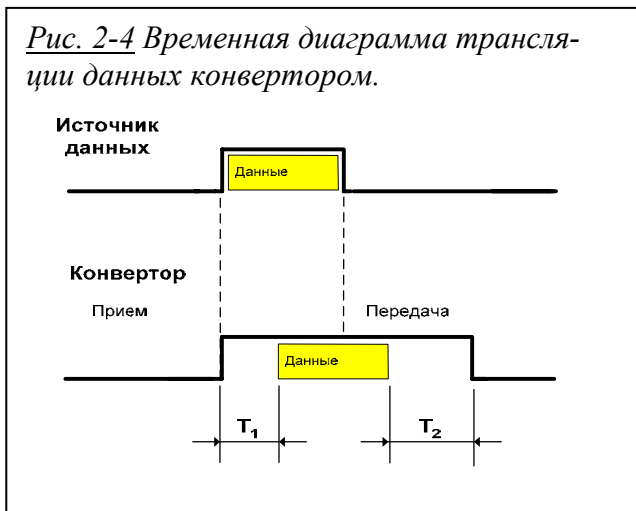 Рис. 2-4 Временная диаграмма трансля-
ции данных конвертором.
Источник
данных
Данные
Конвертор
Прием
Передача
Данные
T1
T2